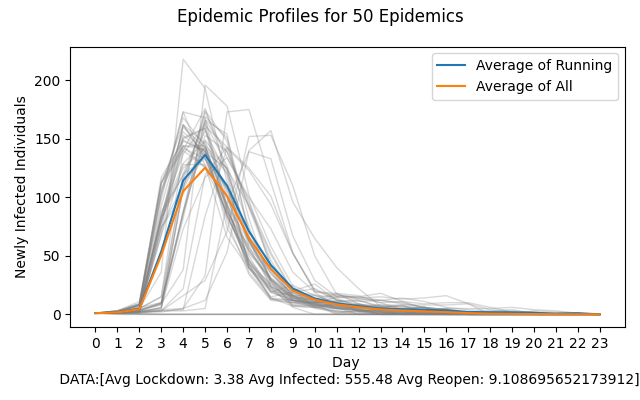 Epidemic Profiles for 50 Epidemics
Average of Running
Average of All
Newly Infected Individuals
200
150
100
50
0
0 1 2 3 4 5 6 7 8 9 10 11 12 13 14 15 16 17 18 19 20 21 22 23
Day
DATA:[Avg Lockdown: 3.38 Avg Infected: 555.48 Avg Reopen: 9.108695652173912]